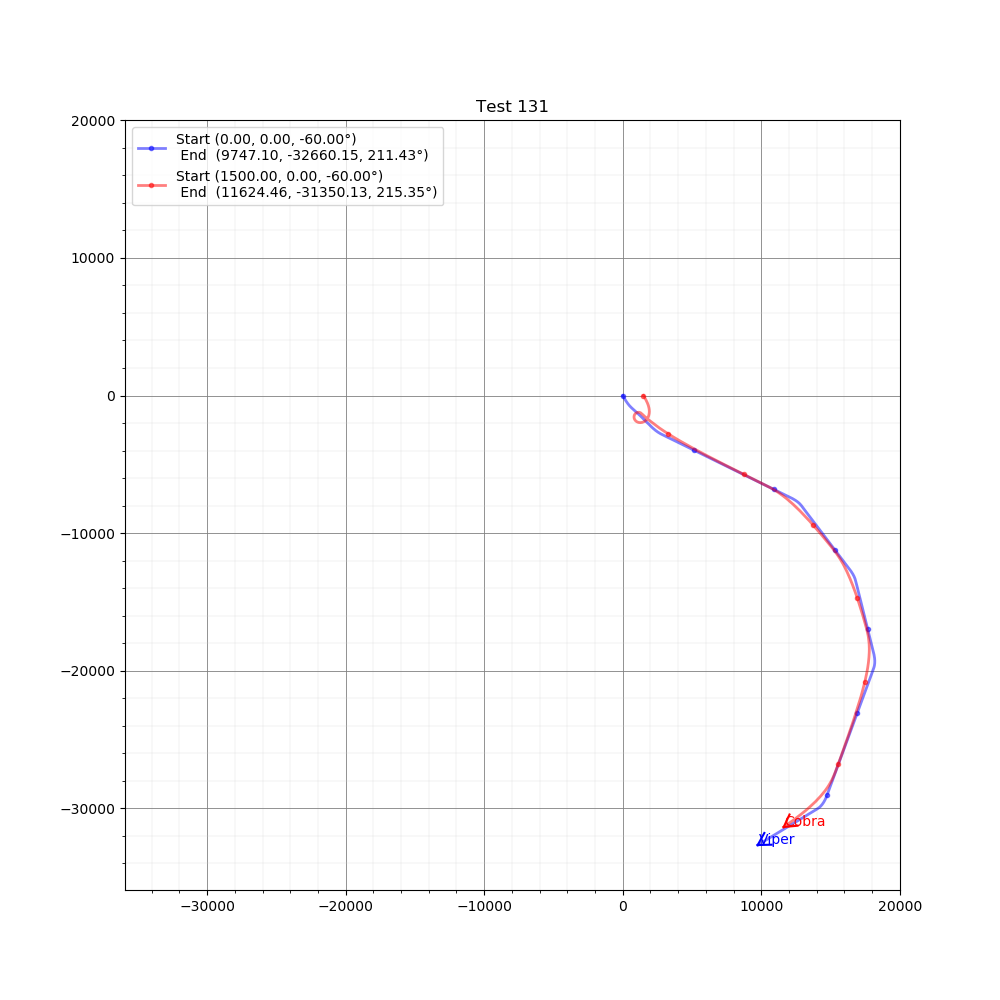 Test 131
Start (0.00, 0.00, -60.00°)
End (9747.10, -32660.15, 211.43°)
Start (1500.00, 0.00, -60.00°)
End (11624.46, -31350.13, 215.35°)
20000
10000
0
−10000
−20000
−30000
Cobra
Viper
−30000 −20000 −10000 0 10000 20000